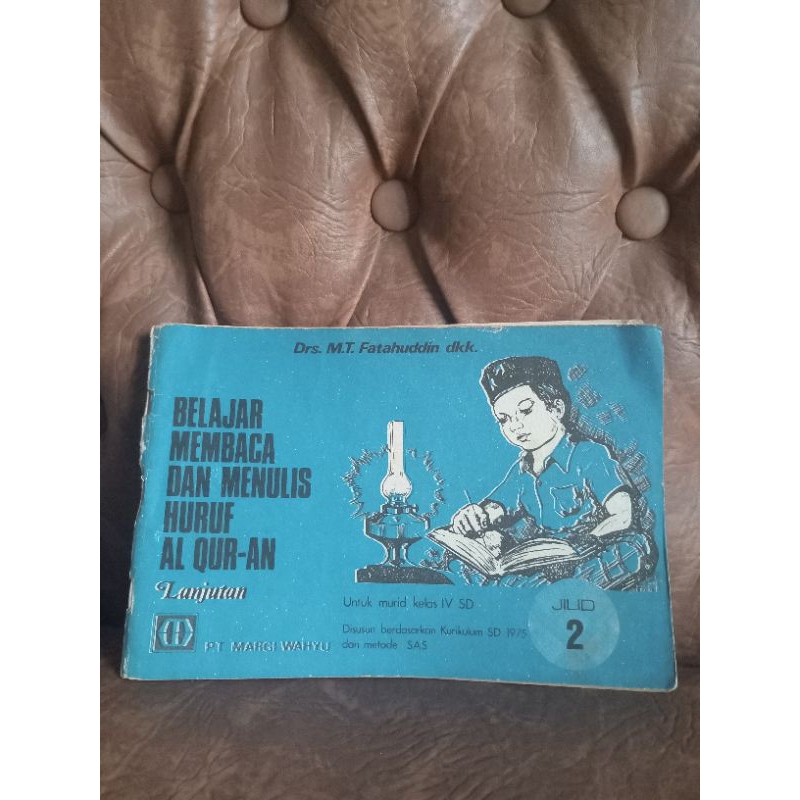 Drs. M.T. Fatahuddin dkk.
BELAJAR
MEMBACA
DAN MENULIS
HURUF
AL QUR-AN
Lanjutan
Untuk murid kelas IV SD
Disusun berdasarkan Kurikulum SD 1975
dan metode SAS
JILID
2
PT MARGI WAHYU